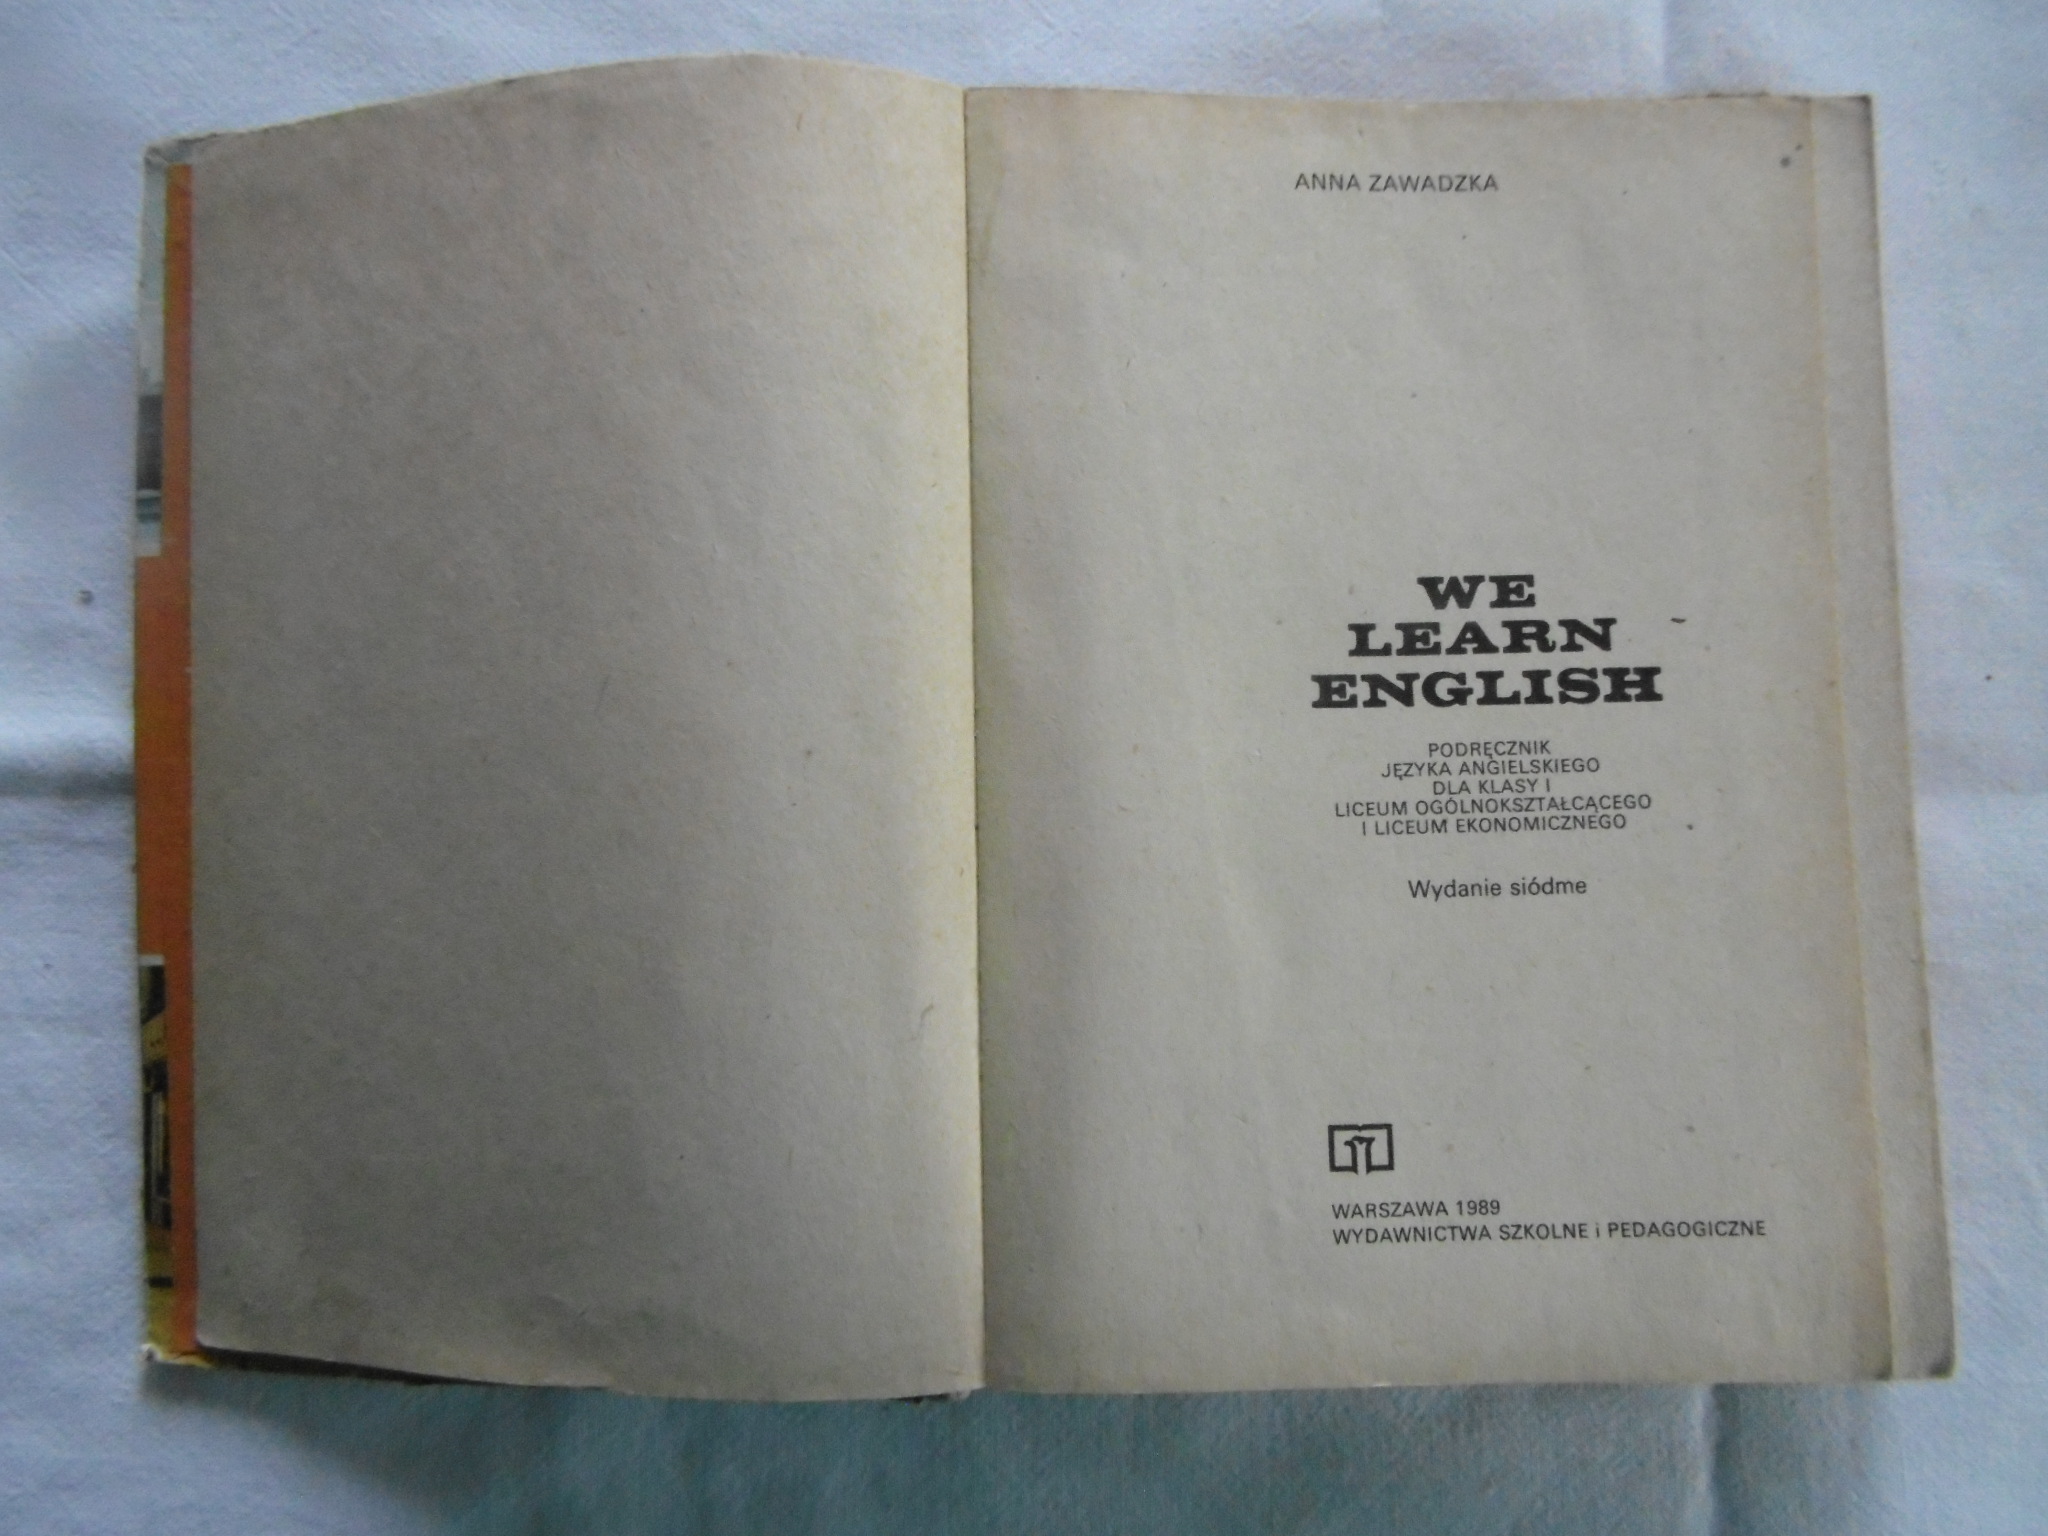 ANNA ZAWADZKA
WE
LEARN
ENGLISH
PODRĘCZNIK
JĘZYKA ANGIELSKIEGO
DLA KLASY I
LICEUM OGÓLNOKSZTAŁCĄCEGO
I LICEUM EKONOMICZNEGO
Wydanie siódme
WARSZAWA 1989
WYDAWNICTWA SZKOLNE i PEDAGOGICZNE